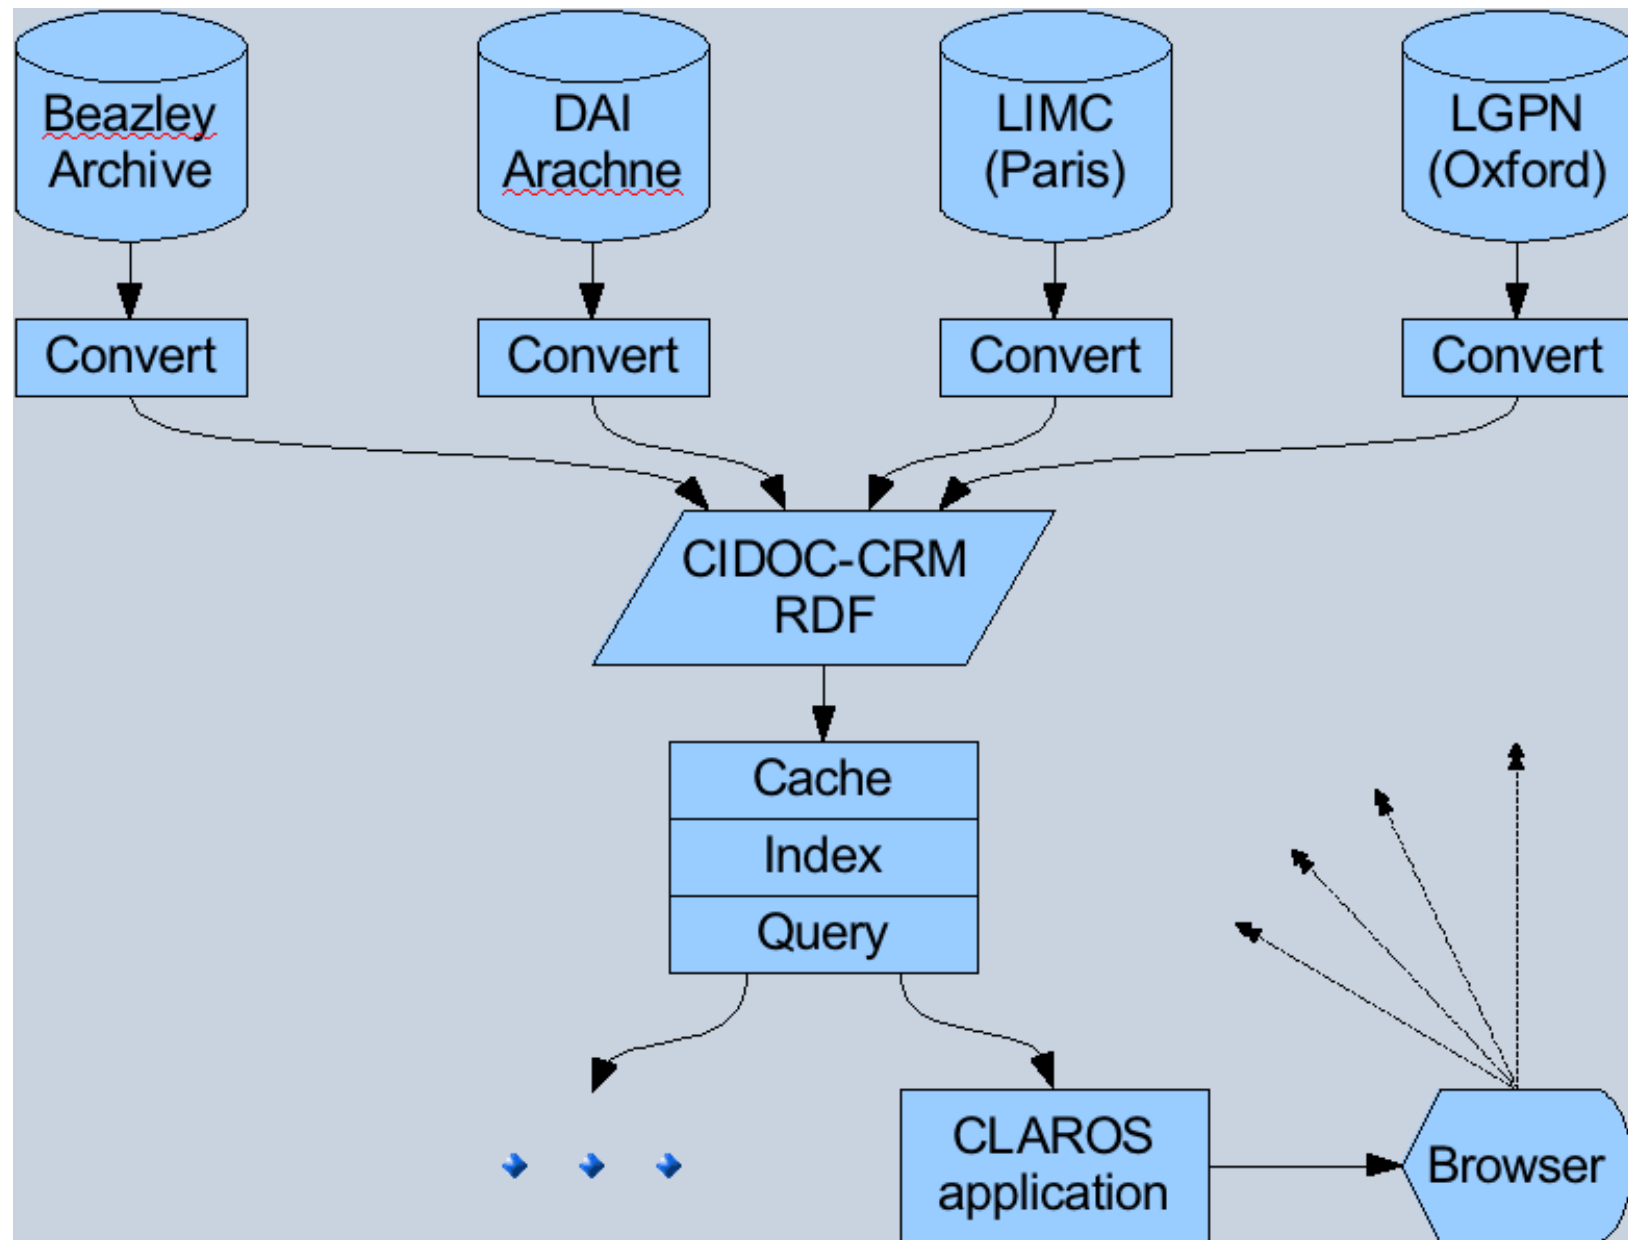 Beazley
Archive
DAI
Arachne
LIMC
(Paris)
LGPN
(Oxford)
Convert
Convert
Convert
Convert
CIDOC-CRM
RDF
Cache
Index
Query
CLAROS
application
Browser